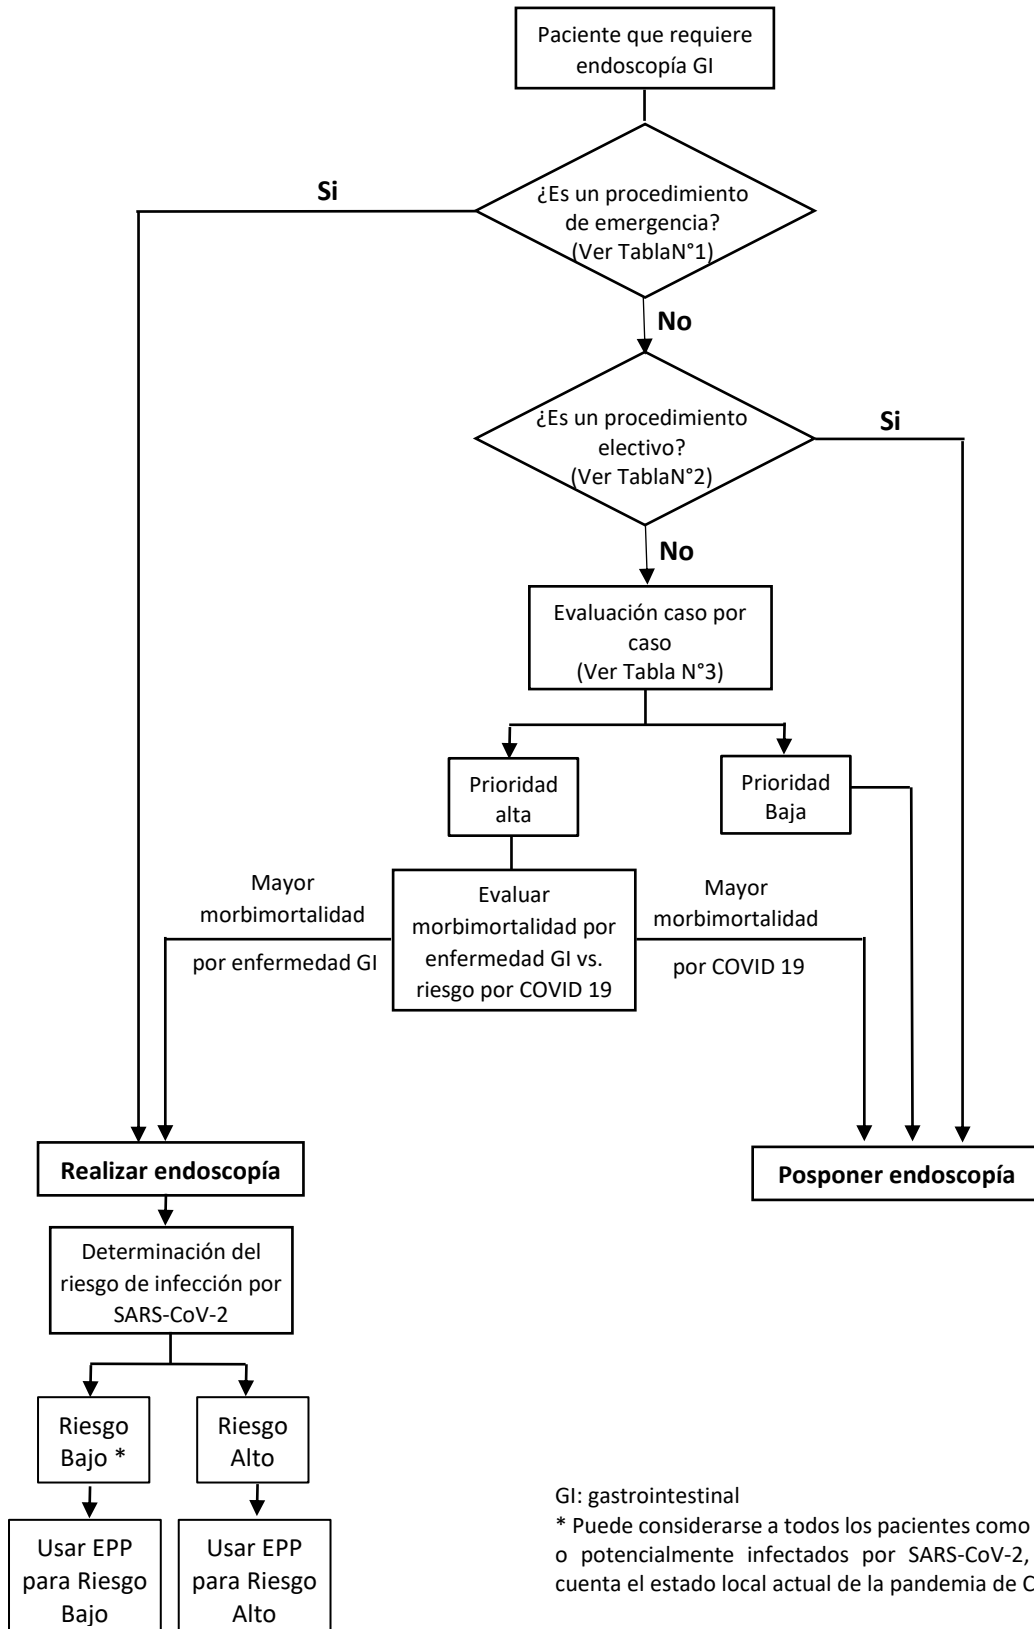 Paciente que requiere
endoscopía GI
¿Es un procedimiento
de emergencia?
(Ver TablaN°1)
Si
No
¿Es un procedimiento
electivo?
(Ver TablaN°2)
Si
No
Evaluación caso por
caso
(Ver Tabla N°3)
Prioridad
alta
Prioridad
Baja
Mayor
morbimortalidad
por enfermedad GI
Evaluar
morbimortalidad por
enfermedad GI vs.
riesgo por COVID 19
Mayor
morbimortalidad
por COVID 19
Realizar endoscopía
Posponer endoscopía
Determinación del
riesgo de infección por
SARS-CoV-2
Riesgo
Bajo *
Riesgo
Alto
Usar EPP
para Riesgo
Bajo
Usar EPP
para Riesgo
Alto
GI: gastrointestinal
* Puede considerarse a todos los pacientes como
o potencialmente infectados por SARS-CoV-2,
cuenta el estado local actual de la pandemia de C